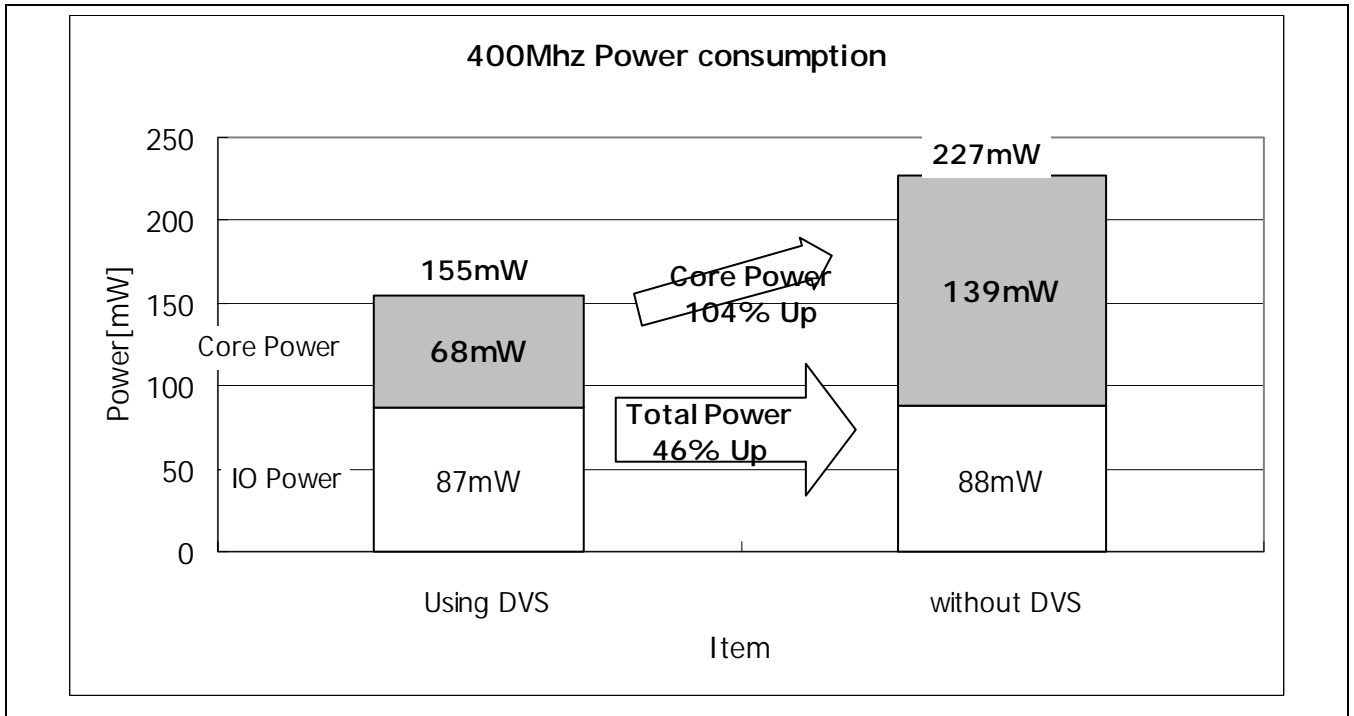 400Mhz Power consumption
250
200
150
100
50
0
Power[mW]
Core Power
IO Power
155mW
68mW
87mW
Core Power
104% Up
Total Power
46% Up
227mW
139mW
88mW
Using DVS
without DVS
Item